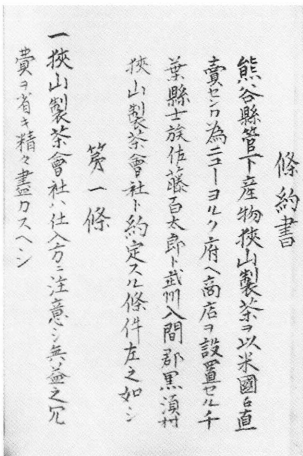 條約書
熊谷縣管下産物狹山製茶ヲ以米國ヘ直
賣センカ為ニューヨルク府ヘ商店ヲ設置セル千
葉縣士族佐藤百太郎ト武州入間郡黒須村
狹山製茶會社ト約定スル條件左之如シ
第一條
一狹山製茶會社ハ仕入方ニ注意シ無益之冗
費ヲ省キ精々盡力スヘシ